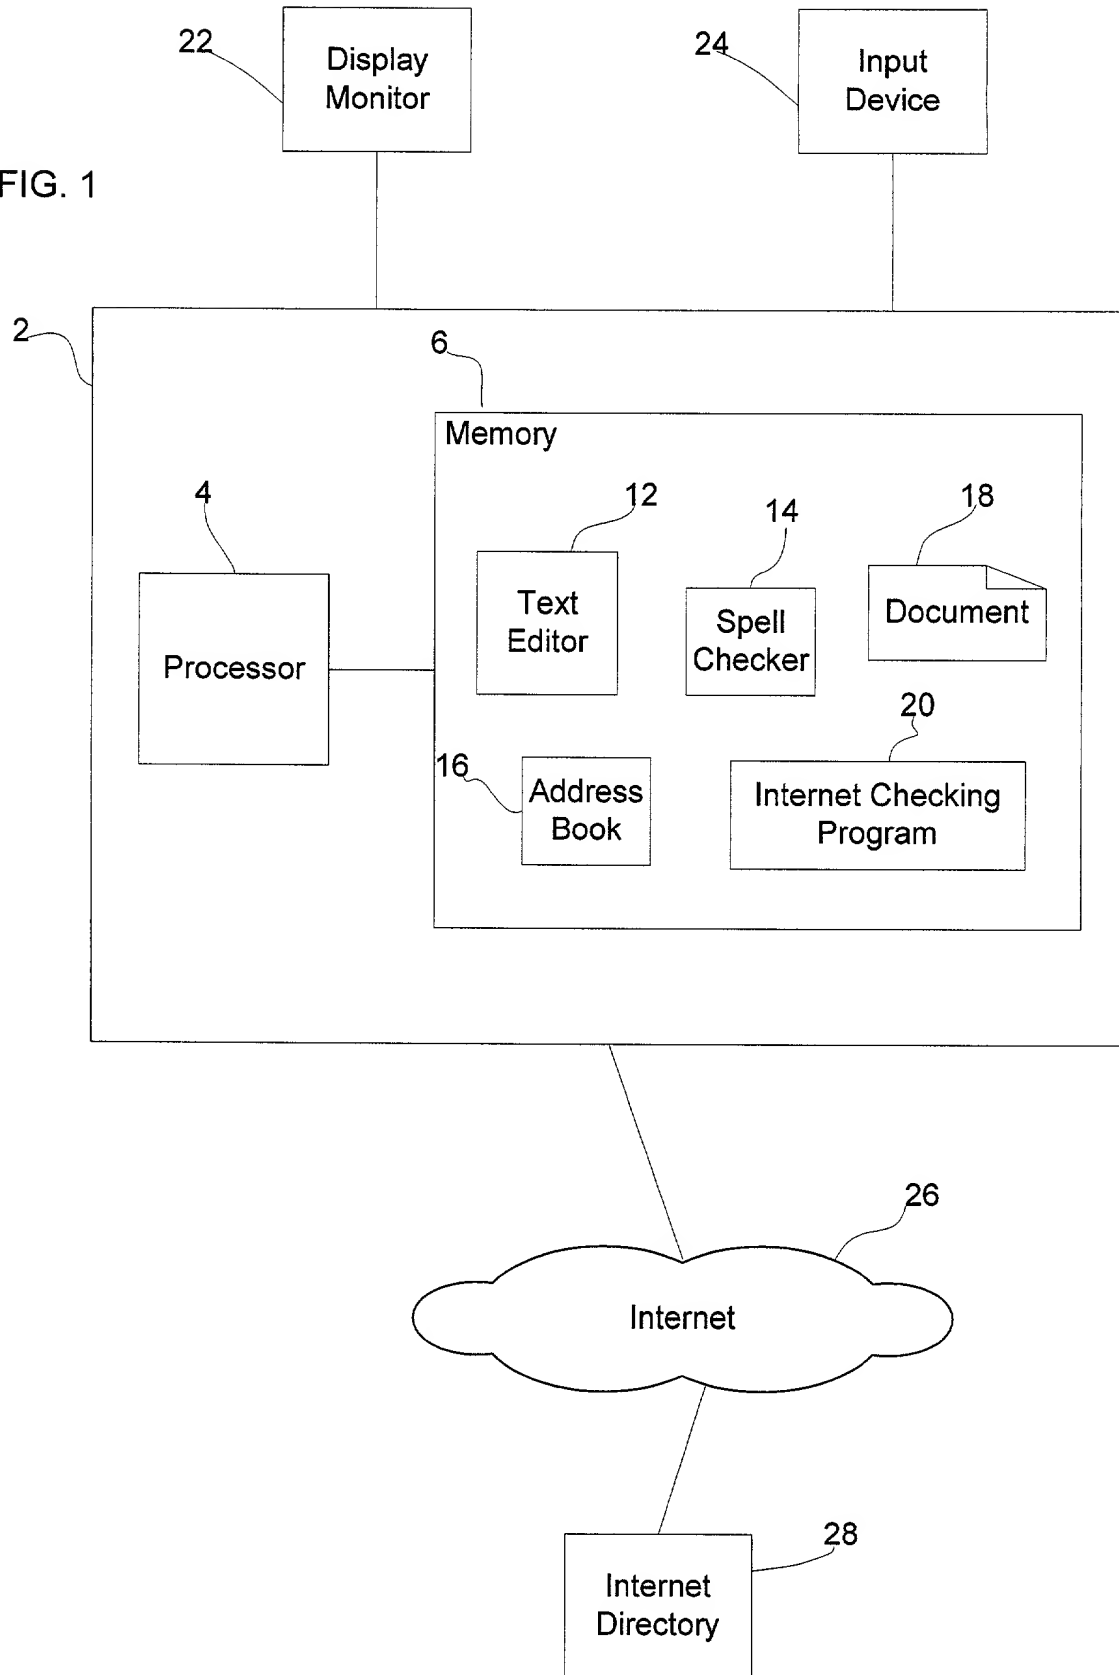 22
Display
Monitor
24
Input
Device
FIG. 1
2
6
Memory
4
Processor
12
Text
Editor
14
Spell
Checker
18
Document
16
Address
Book
20
Internet Checking
Program
26
Internet
28
Internet
Directory